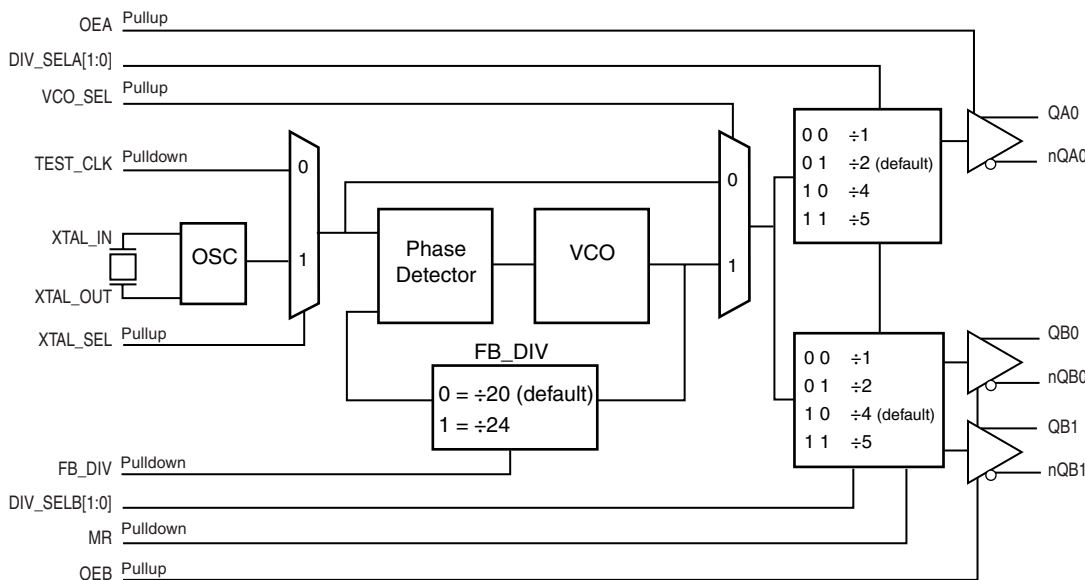 OEA Pullup
DIV_SELA[1:0]
VCO_SEL Pullup
TEST_CLK Pulldown
XTAL_IN
XTAL_OUT
OSC
XTAL_SEL Pullup
0
1
Phase
Detector
VCO
0
1
FB_DIV
0 = ÷20 (default)
1 = ÷24
0 0 ÷1
0 1 ÷2 (default)
1 0 ÷4
1 1 ÷5
QA0
nQA0
0 0 ÷1
0 1 ÷2
1 0 ÷4 (default)
1 1 ÷5
QB0
nQB0
QB1
nQB1
FB_DIV Pulldown
DIV_SELB[1:0]
MR Pulldown
OEB Pullup